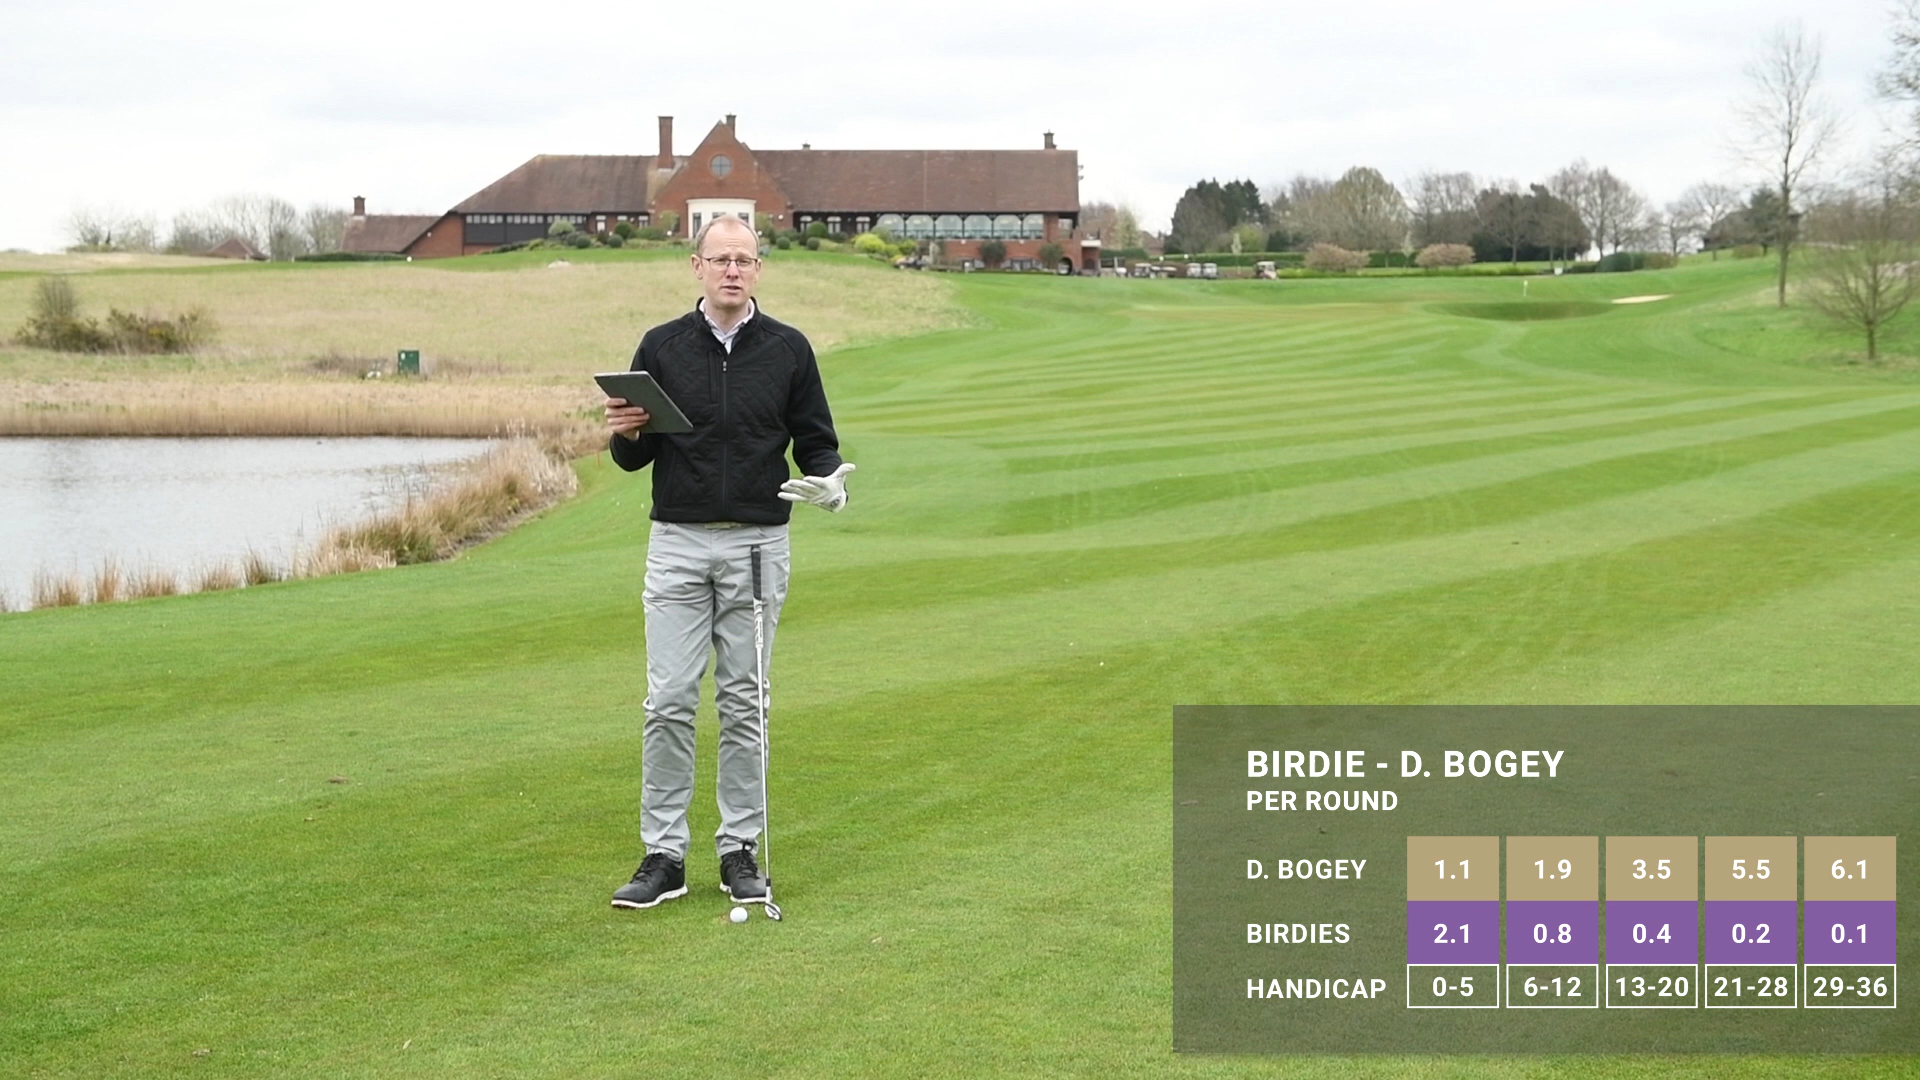 BIRDIE - D. BOGEY
PER ROUND
D. BOGEY 1.1 1.9 3.5 5.5 6.1
BIRDIES 2.1 0.8 0.4 0.2 0.1
HANDICAP 0-5 6-12 13-20 21-28 29-36